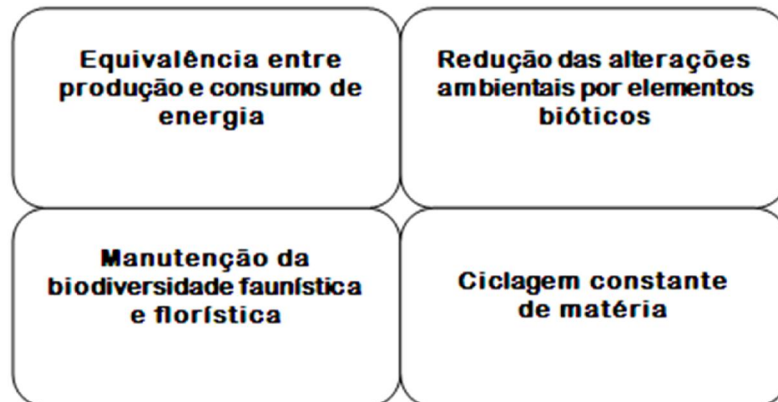 Equivalência entre
produção e consumo de
energia
Redução das alterações
ambientais por elementos
bióticos
Manutenção da
biodiversidade faunística
e florística
Ciclagem constante
de matéria